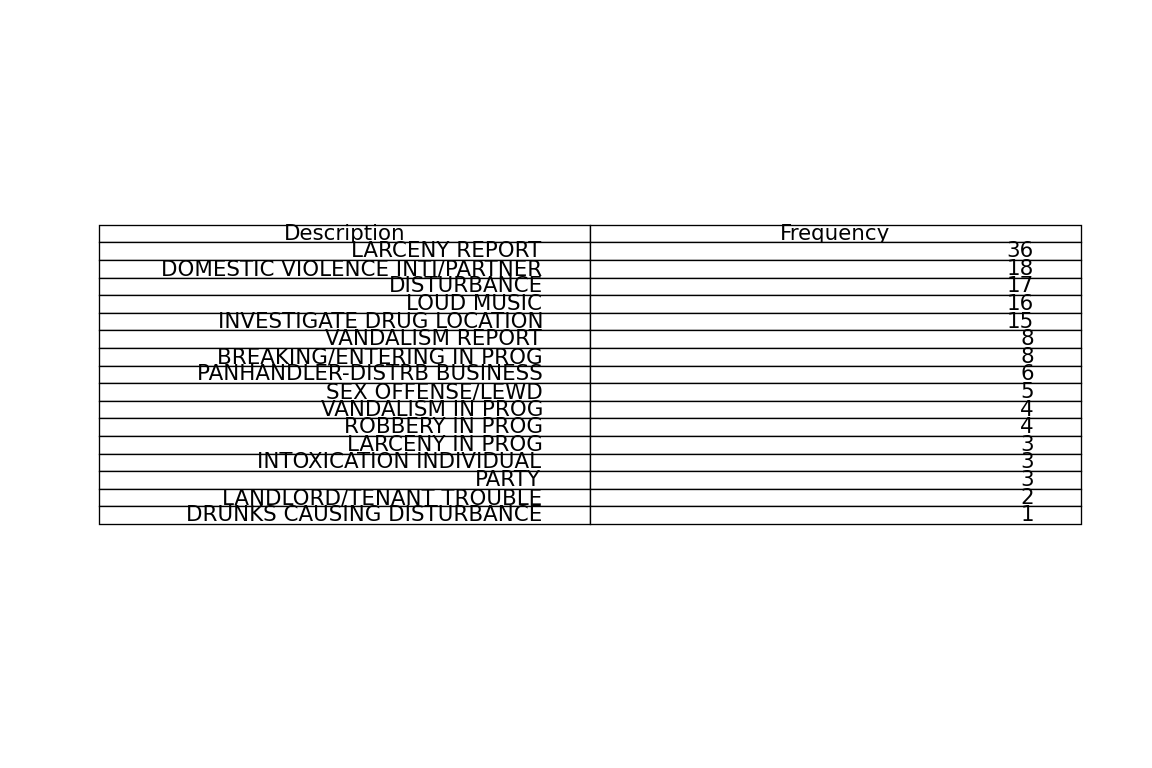 Description Frequency
LARCENY REPORT 36
DOMESTIC VIOLENCE INTI/PARTNER 18
DISTURBANCE 17
LOUD MUSIC 16
INVESTIGATE DRUG LOCATION 15
VANDALISM REPORT 8
BREAKING/ENTERING IN PROG 8
PANHANDLER-DISTRB BUSINESS 6
SEX OFFENSE/LEWD 5
VANDALISM IN PROG 4
ROBBERY IN PROG 4
LARCENY IN PROG 3
INTOXICATION INDIVIDUAL 3
PARTY 3
LANDLORD/TENANT TROUBLE 2
DRUNKS CAUSING DISTURBANCE 1